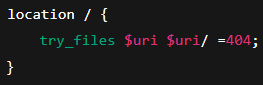 location / {
    try_files $uri $uri/ =404;
}